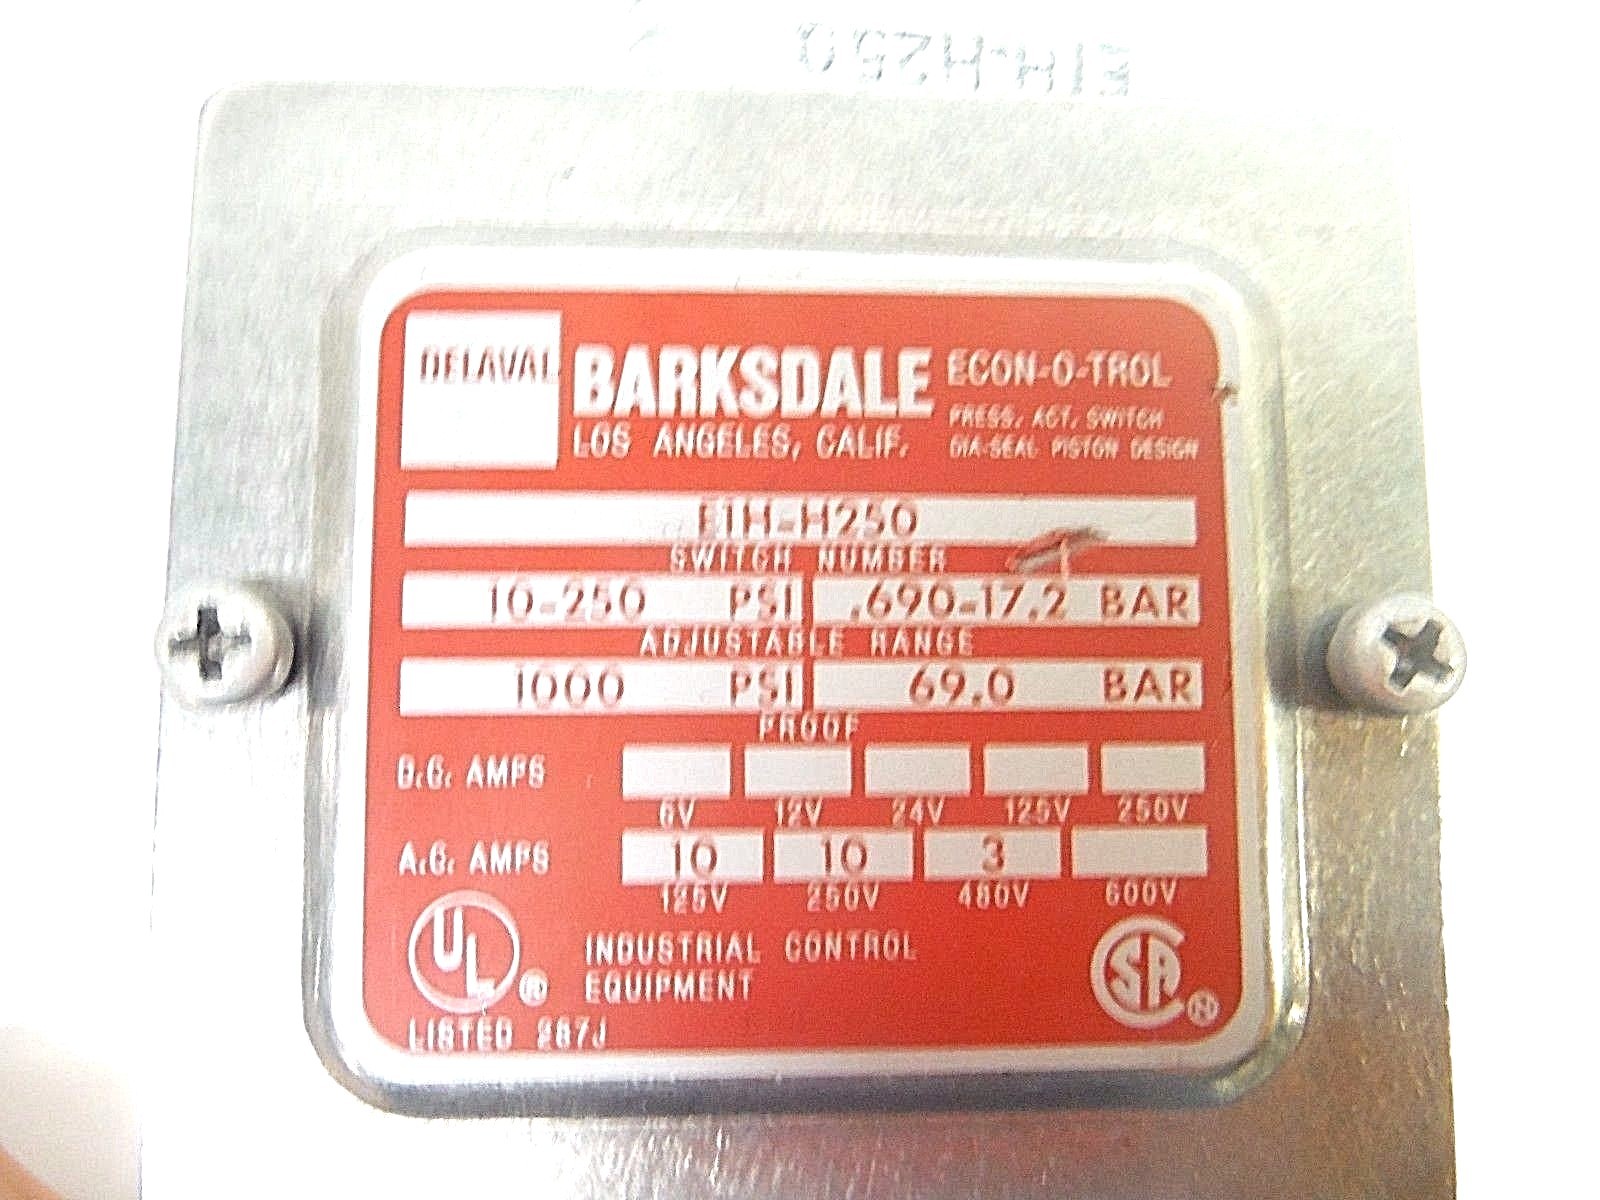 E1H-H250
DELAVAL BARKSDALE ECON-O-TROL
LOS ANGELES, CALIF. PRESS. ACT. SWITCH
DIA-SEAL PISTON DESIGN
E1H-H250
SWITCH NUMBER
10-250 PSI .690-17.2 BAR
ADJUSTABLE RANGE
1000 PSI 69.0 BAR
PROOF
D.C. AMPS
6V 12V 24V 125V 250V
A.C. AMPS 10 10 3
125V 250V 480V 600V
UL ® INDUSTRIAL CONTROL
EQUIPMENT
LISTED 287J
CSA ®